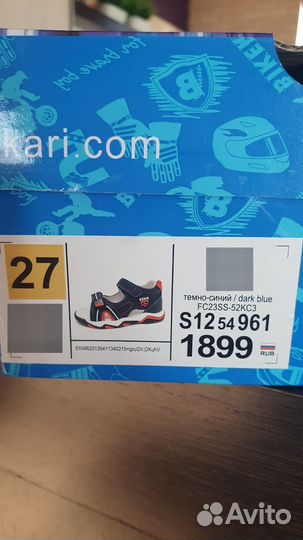 for brave boy
BIKER
kari.com
27
темно-синий / dark blue
FC23SS-52KC3
S12 54 961
1899
RUB
Avito